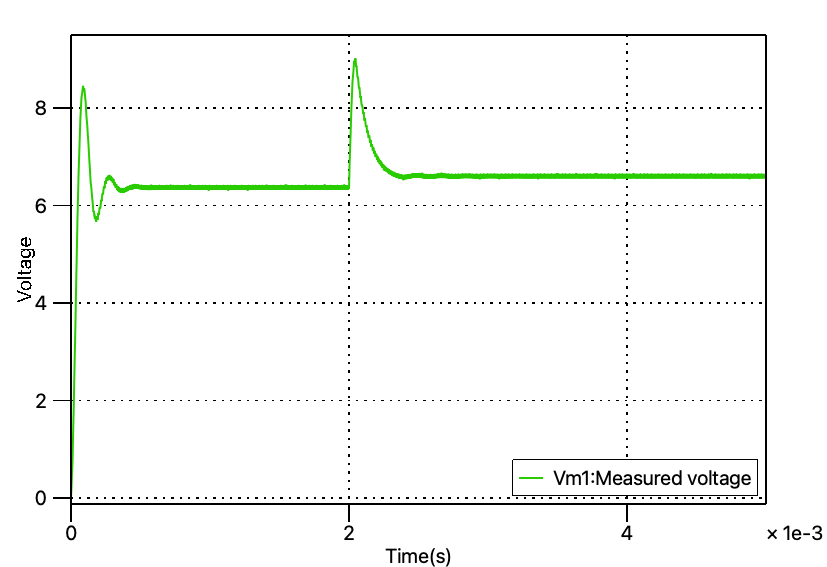 8
6
4
2
0
Voltage
Vm1:Measured voltage
0
2
4
× 1e-3
Time(s)